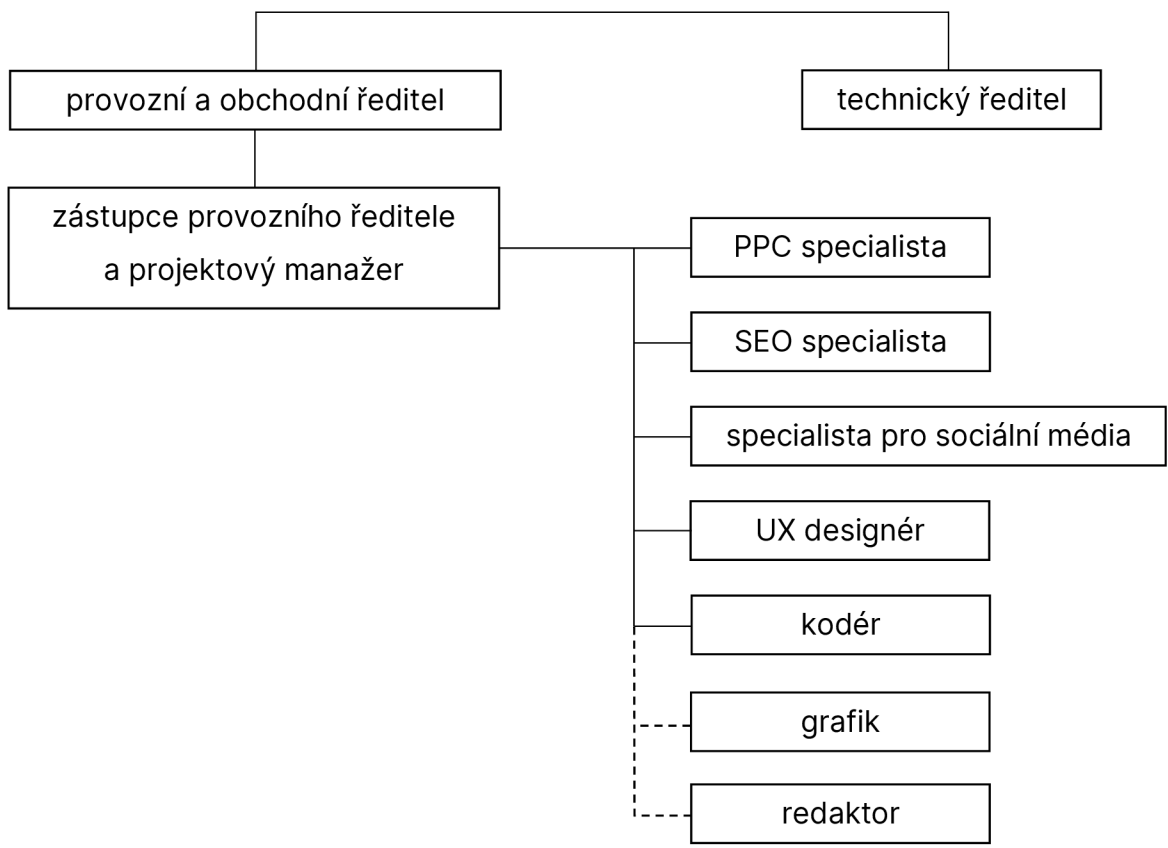 provozní a obchodní ředitel
technický ředitel
zástupce provozního ředitele
a projektový manažer
PPC specialista
SEO specialista
specialista pro sociální média
UX designér
kodér
grafik
redaktor